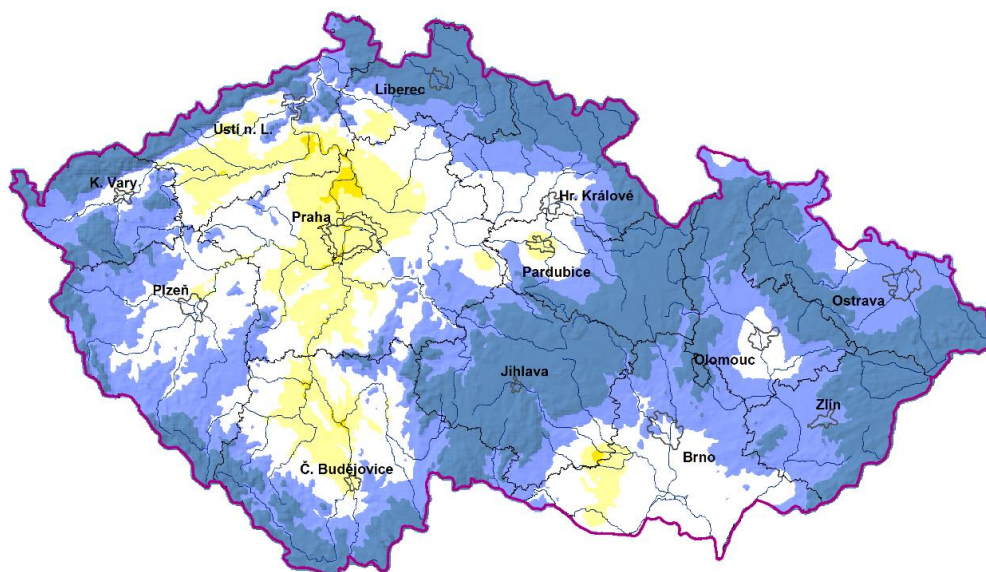 Liberec
Ústí n. L.
K. Vary
Hr. Králové
Praha
Pardubice
Plzeň
Ostrava
Olomouc
Jihlava
Zlín
Brno
Č. Budějovice